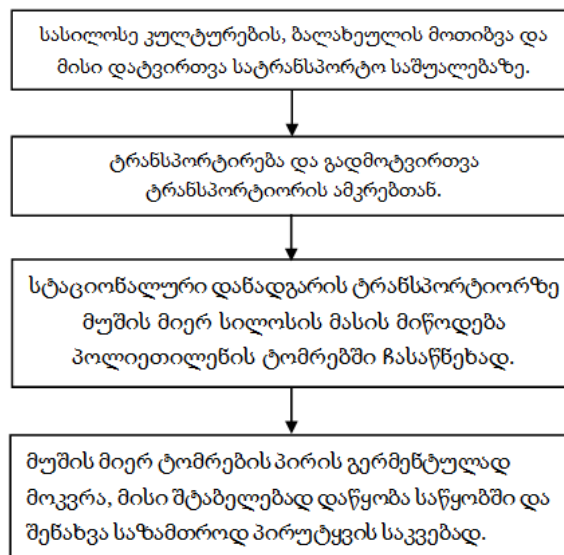 სასილოსე კულტურების, ბალახეულის მოთიბვა და
მისი დატვირთვა სატრანსპორტო საშუალებაზე.
ტრანსპორტირება და გადმოტვირთვა
ტრანსპორტიორის ამკრებთან.
სტაციონალური დანადგარის ტრანსპორტიორზე
მუშის მიერ სილოსის მასის მიწოდება
პოლიეთილენის ტომრებში ჩასაწნეხად.
მუშის მიერ ტომრების პირის გერმენტულად
მოკვრა, მისი შტაბელებად დაწყობა საწყობში და
შენახვა საზამთროდ პირუტყვის საკვებად.